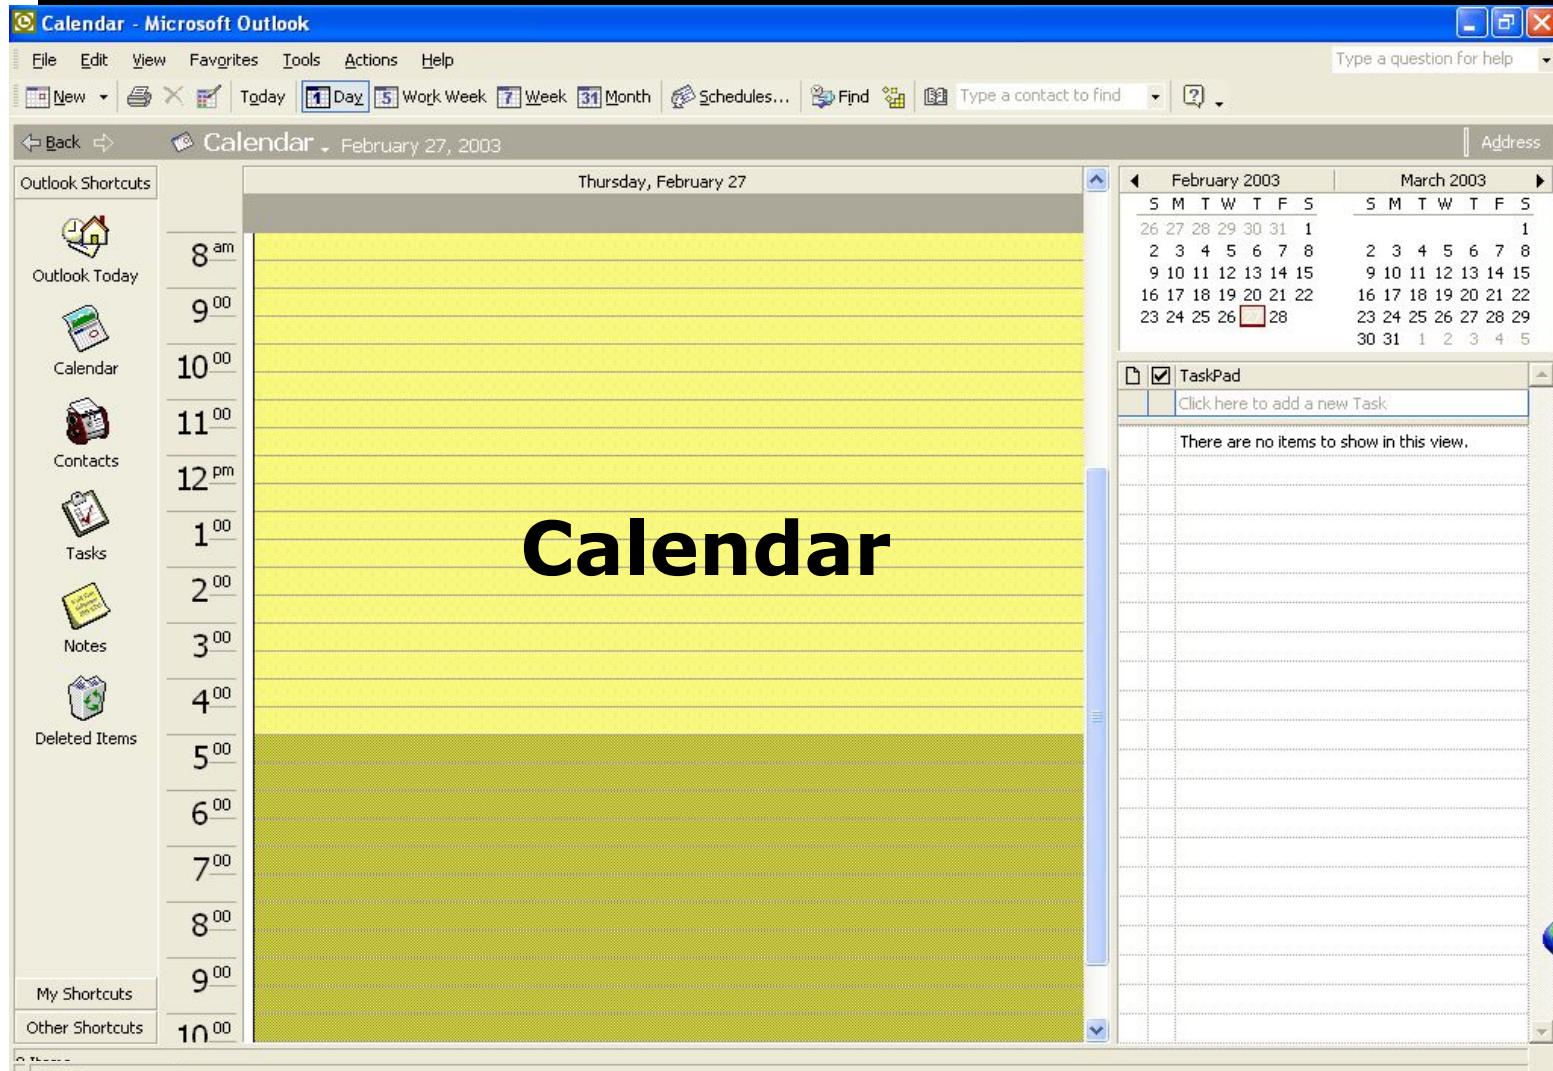 Calendar - Microsoft Outlook
File Edit View Favorites Tools Actions Help
Type a question for help
New Today 1 Day 5 Work Week 7 Week 31 Month Schedules... Find Type a contact to find
Back Calendar February 27, 2003 Address
Outlook Shortcuts
Outlook Today
Calendar
Contacts
Tasks
Notes
Deleted Items
My Shortcuts
Other Shortcuts
Thursday, February 27
8 am
9 00
10 00
11 00
12 pm
1 00
2 00
3 00
4 00
5 00
6 00
7 00
8 00
9 00
10 00
Calendar
February 2003
S M T W T F S
26 27 28 29 30 31 1
2 3 4 5 6 7 8
9 10 11 12 13 14 15
16 17 18 19 20 21 22
23 24 25 26 27 28
March 2003
S M T W T F S
1
2 3 4 5 6 7 8
9 10 11 12 13 14 15
16 17 18 19 20 21 22
23 24 25 26 27 28 29
30 31 1 2 3 4 5
TaskPad
Click here to add a new Task
There are no items to show in this view.